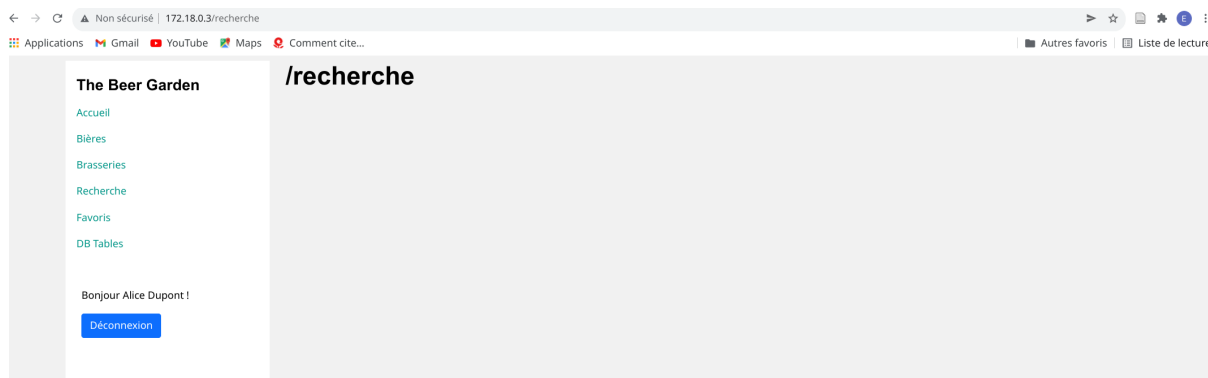 Non sécurisé | 172.18.0.3/recherche
Applications Gmail YouTube Maps Comment cite... Autres favoris Liste de lecture
E
The Beer Garden
/recherche
Accueil
Bières
Brasseries
Recherche
Favoris
DB Tables
Bonjour Alice Dupont !
Déconnexion